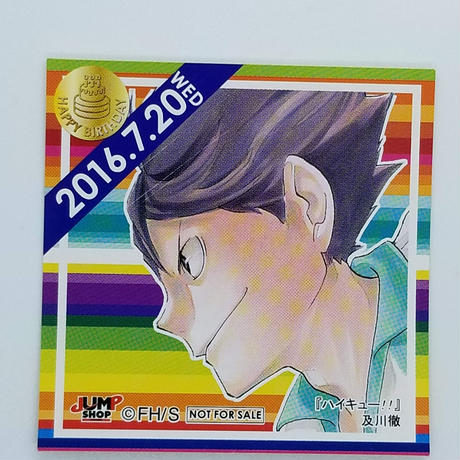 HAPPY BIRTHDAY
2016.7.20 WED
JUMP SHOP
©FH/S NOT FOR SALE
『ハイキュー!!』
及川徹